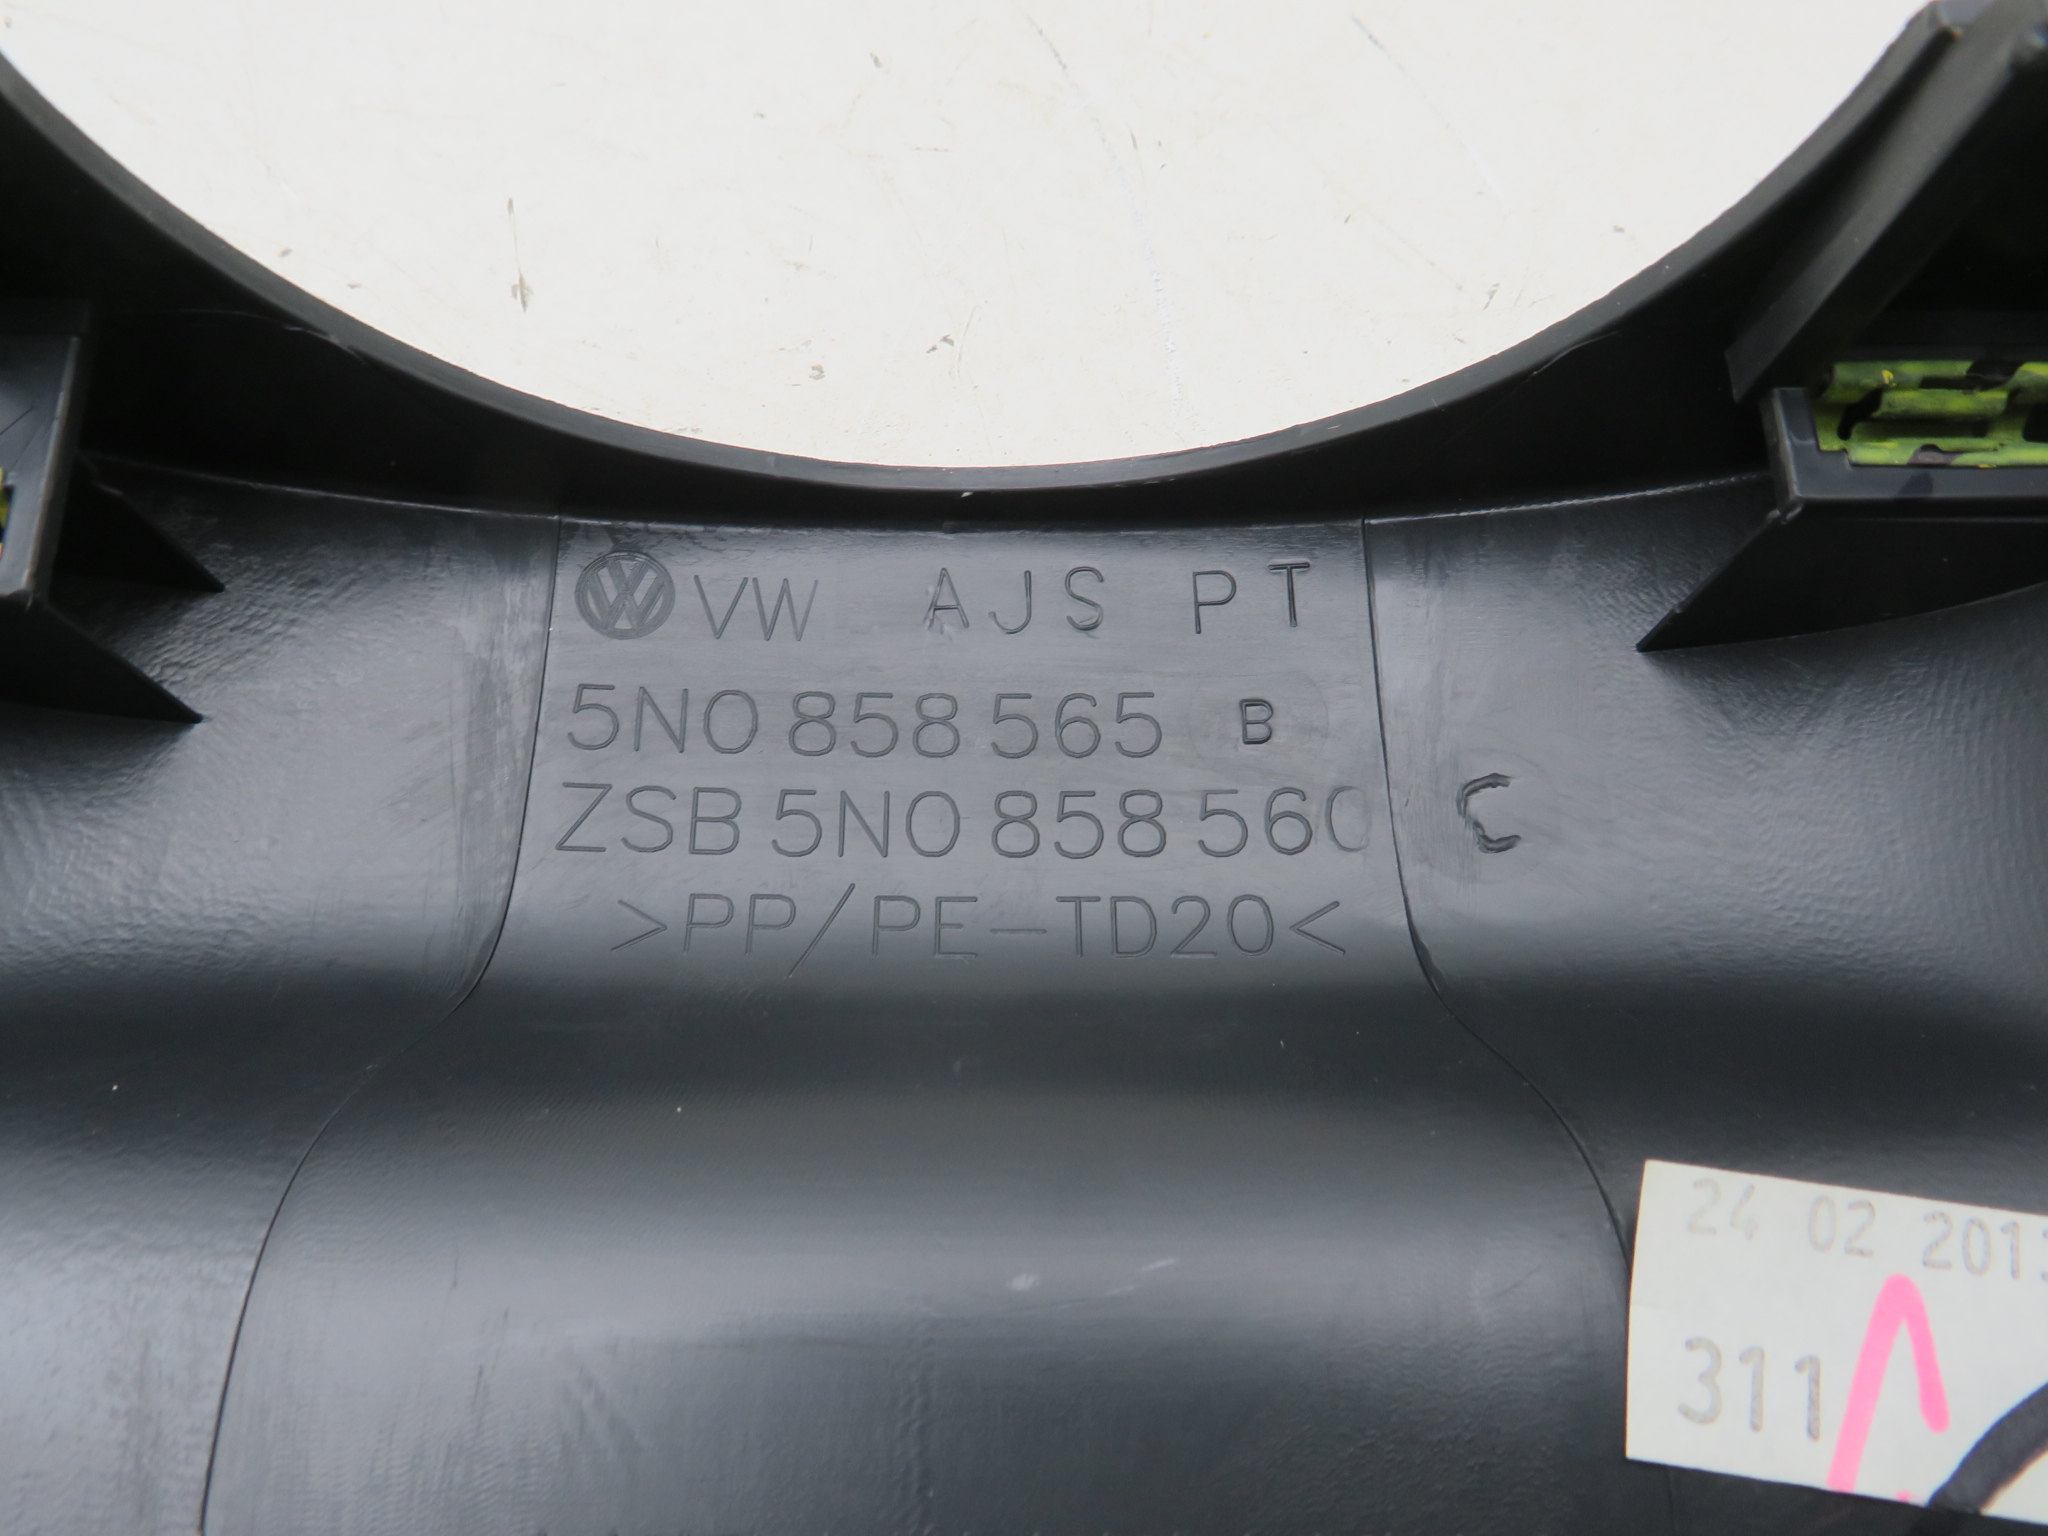 VW AJS PT
5N0 858 565 B
ZSB 5N0 858 560 C
>PP/PE-TD20<
24 02 201
311